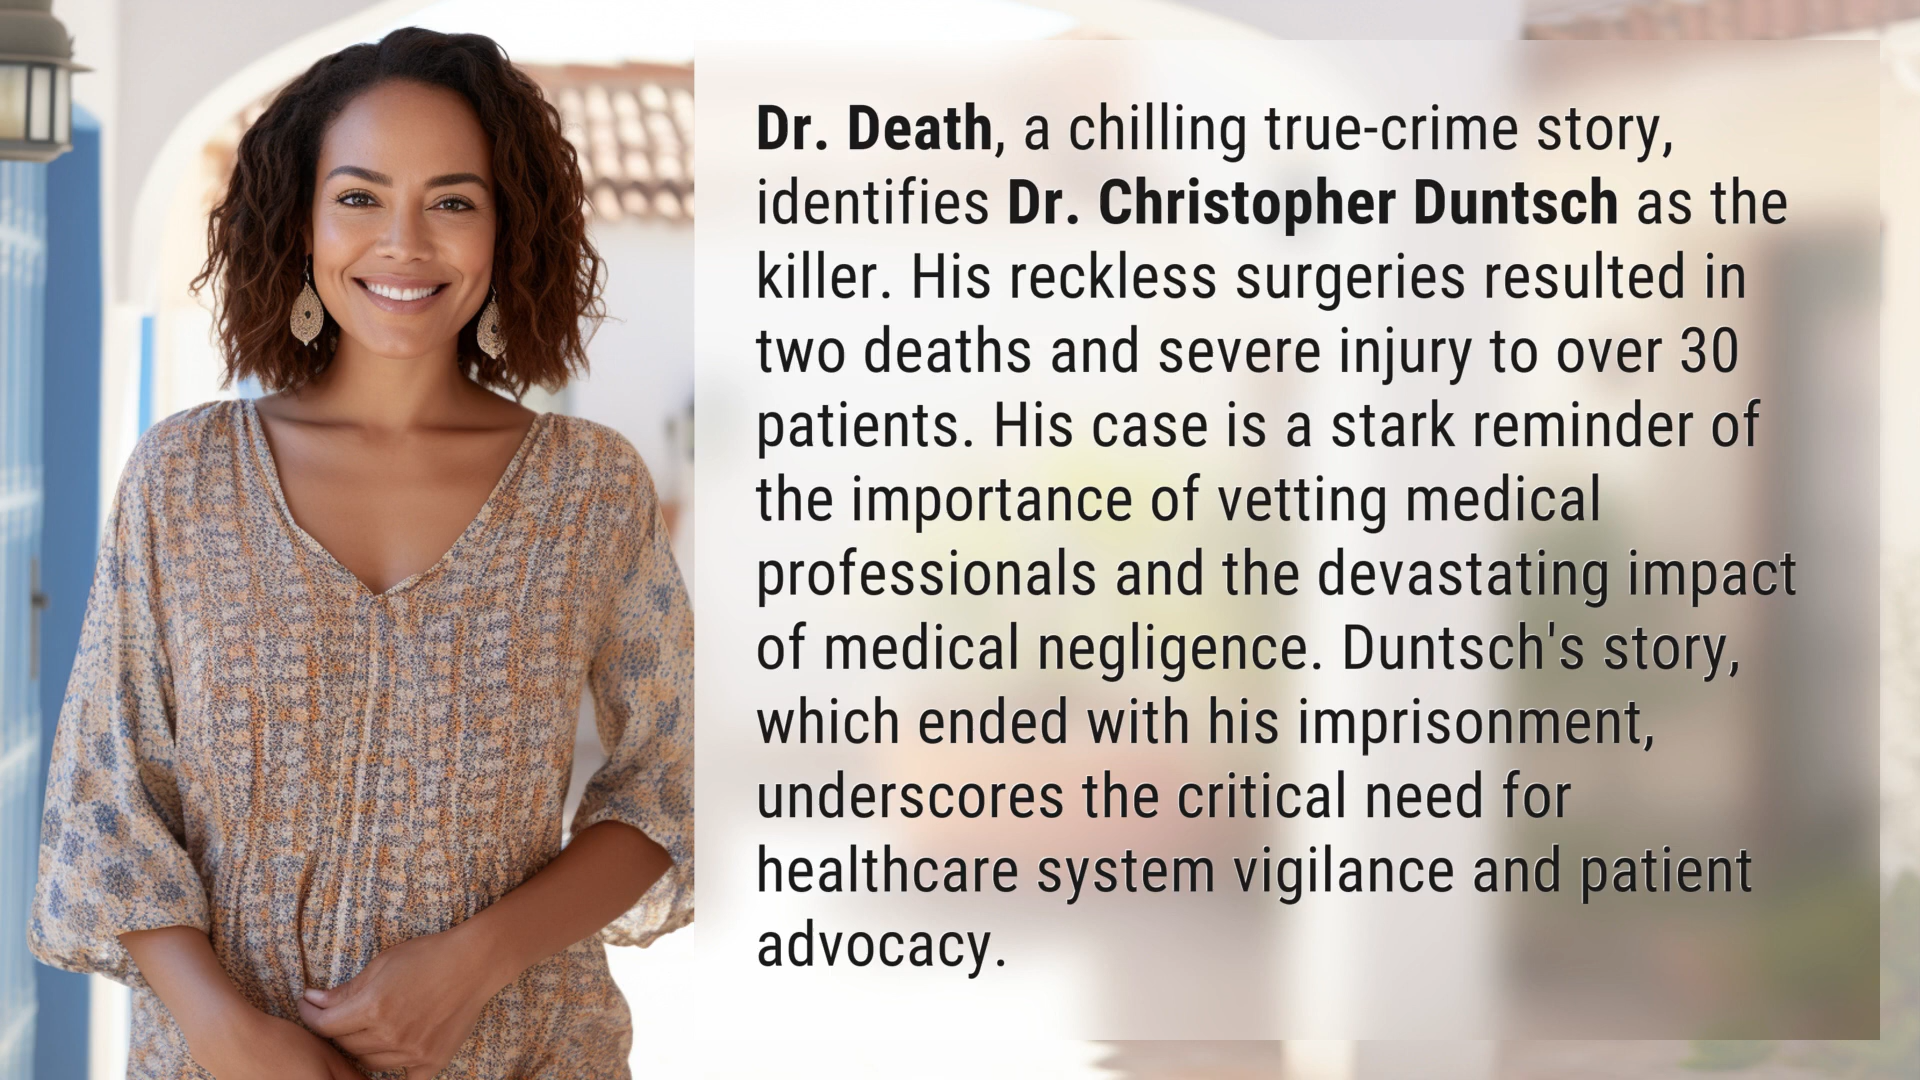 Dr. Death, a chilling true-crime story,
identifies Dr. Christopher Duntsch as the
killer. His reckless surgeries resulted in
two deaths and severe injury to over 30
patients. His case is a stark reminder of
the importance of vetting medical
professionals and the devastating impact
of medical negligence. Duntsch's story,
which ended with his imprisonment,
underscores the critical need for
healthcare system vigilance and patient
advocacy.